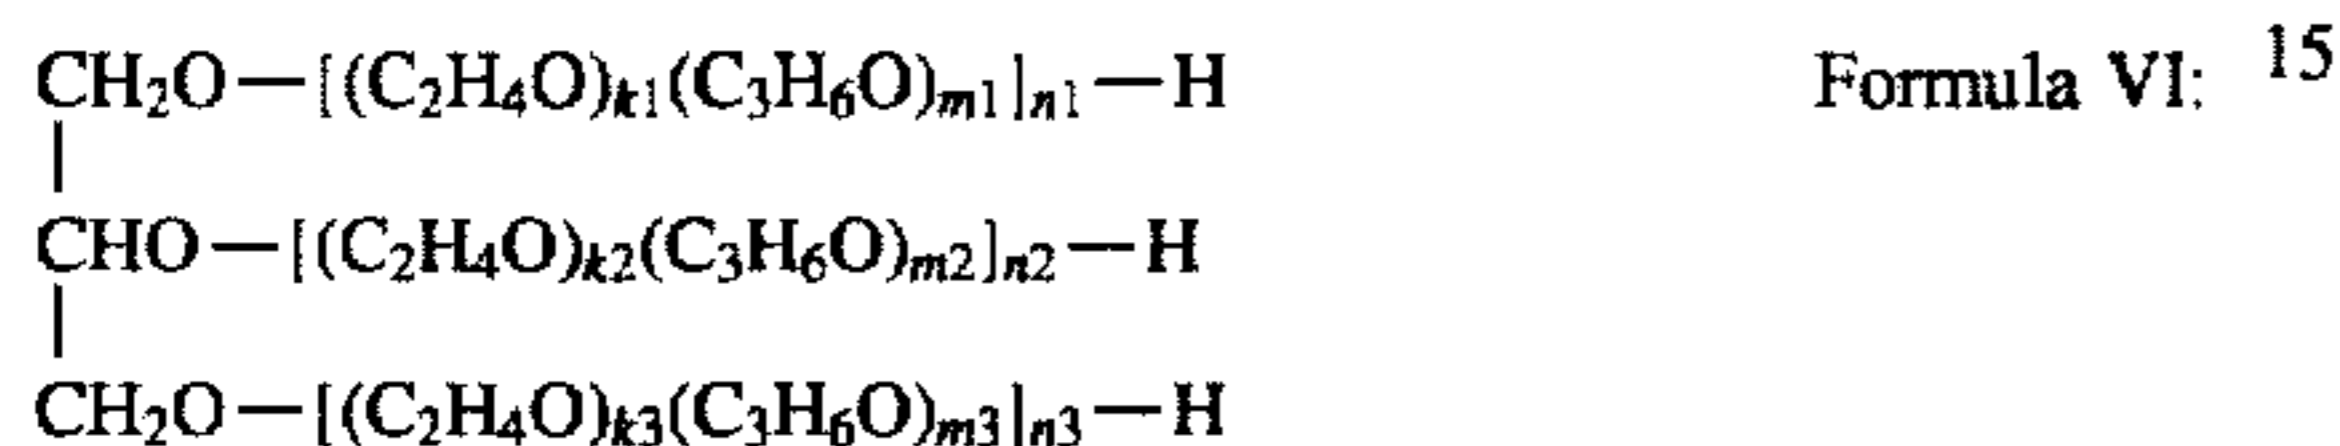 CH₂O—[(C₂H₄O)ₖ₁(C₃H₆O)ₘ₁]ₙ₁—H Formula VI: 15
|
CHO—[(C₂H₄O)ₖ₂(C₃H₆O)ₘ₂]ₙ₂—H
|
CH₂O—[(C₂H₄O)ₖ₃(C₃H₆O)ₘ₃]ₙ₃—H